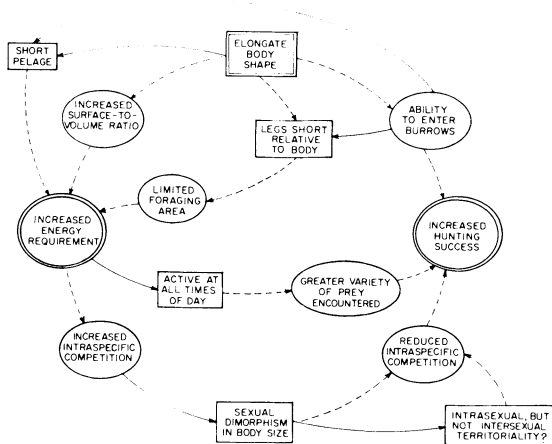 ELONGATE
BODY
SHAPE
SHORT
PELAGE
INCREASED
SURFACE-TO-
VOLUME RATIO
ABILITY
TO ENTER
BURROWS
LEGS SHORT
RELATIVE
TO BODY
LIMITED
FORAGING
AREA
INCREASED
ENERGY
REQUIREMENT
INCREASED
HUNTING
SUCCESS
ACTIVE AT
ALL TIMES
OF DAY
GREATER VARIETY
OF PREY
ENCOUNTERED
INCREASED
INTRASPECIFIC
COMPETITION
REDUCED
INTRASPECIFIC
COMPETITION
SEXUAL
DIMORPHISM
IN BODY SIZE
INTRASEXUAL, BUT
NOT INTERSEXUAL
TERRITORIALITY?